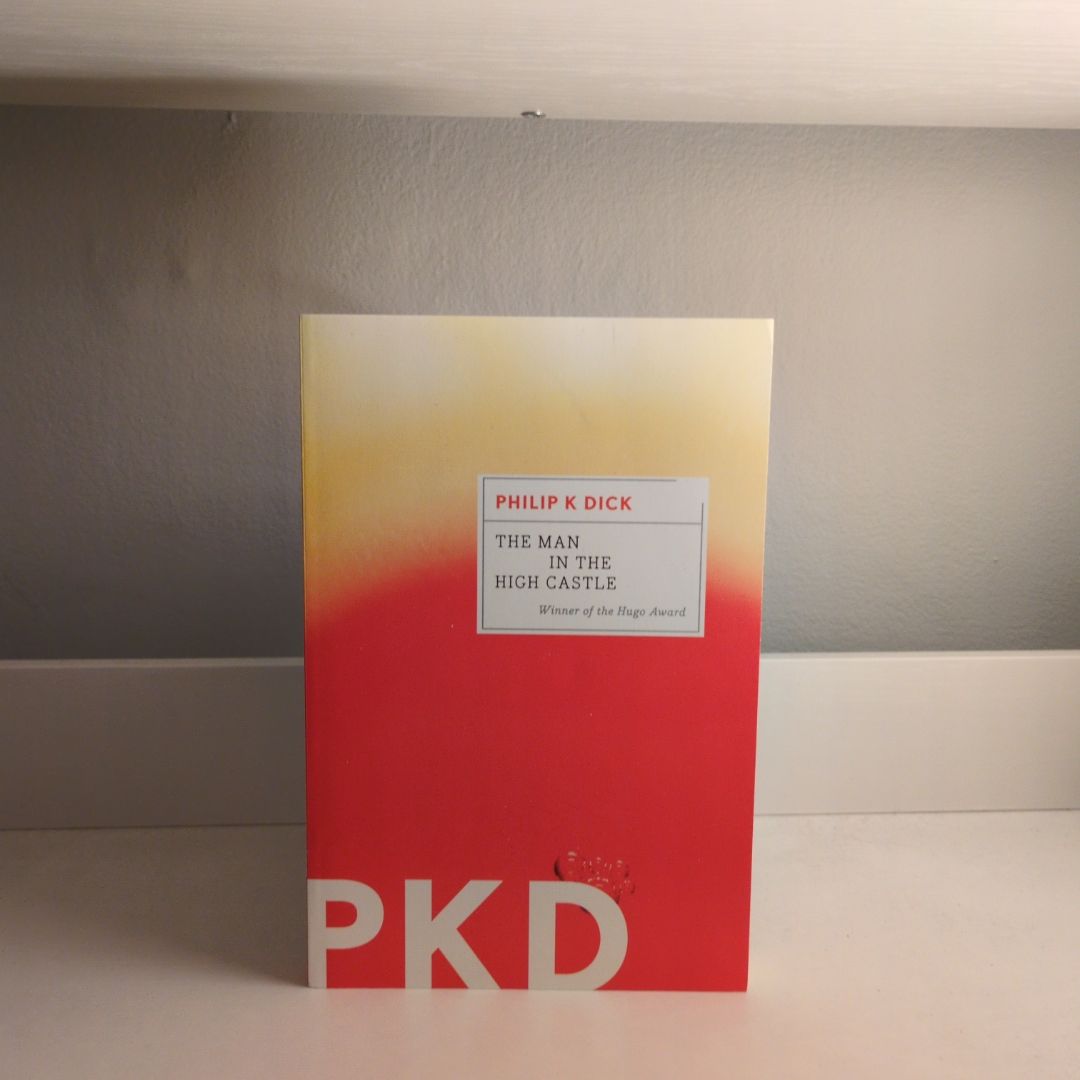 PHILIP K DICK
THE MAN
IN THE
HIGH CASTLE
Winner of the Hugo Award
PKD